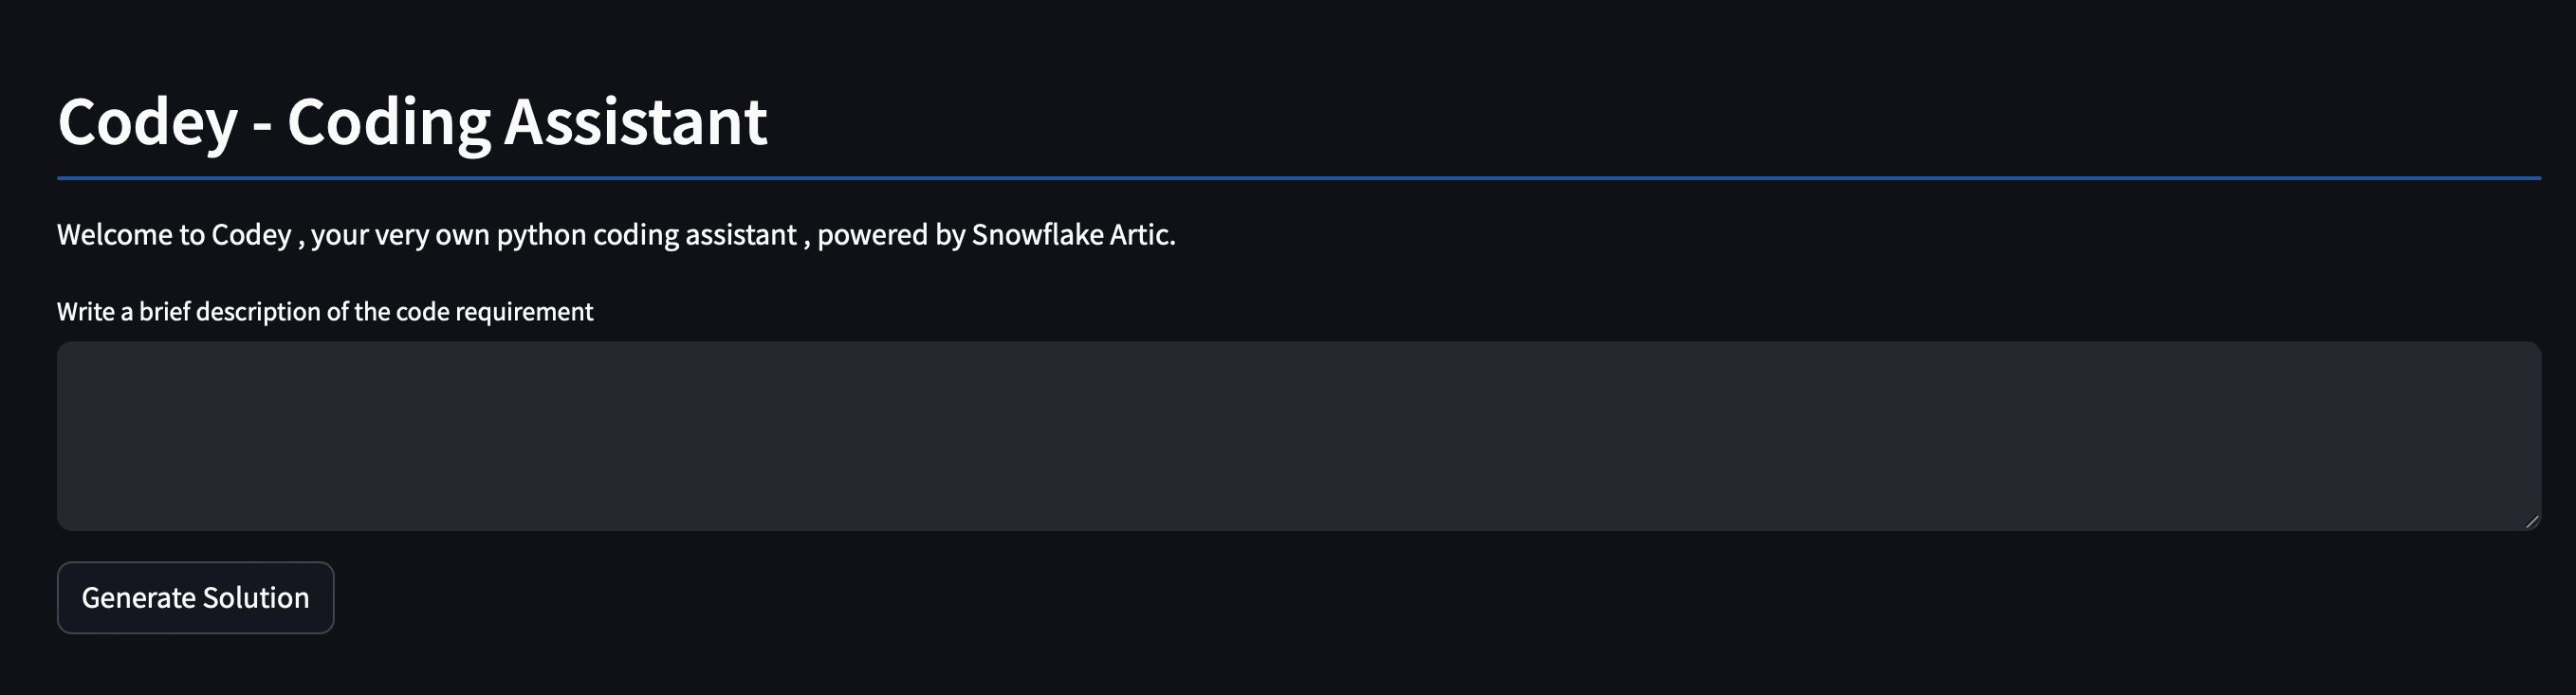 Codey - Coding Assistant
Welcome to Codey , your very own python coding assistant , powered by Snowflake Artic.
Write a brief description of the code requirement
Generate Solution